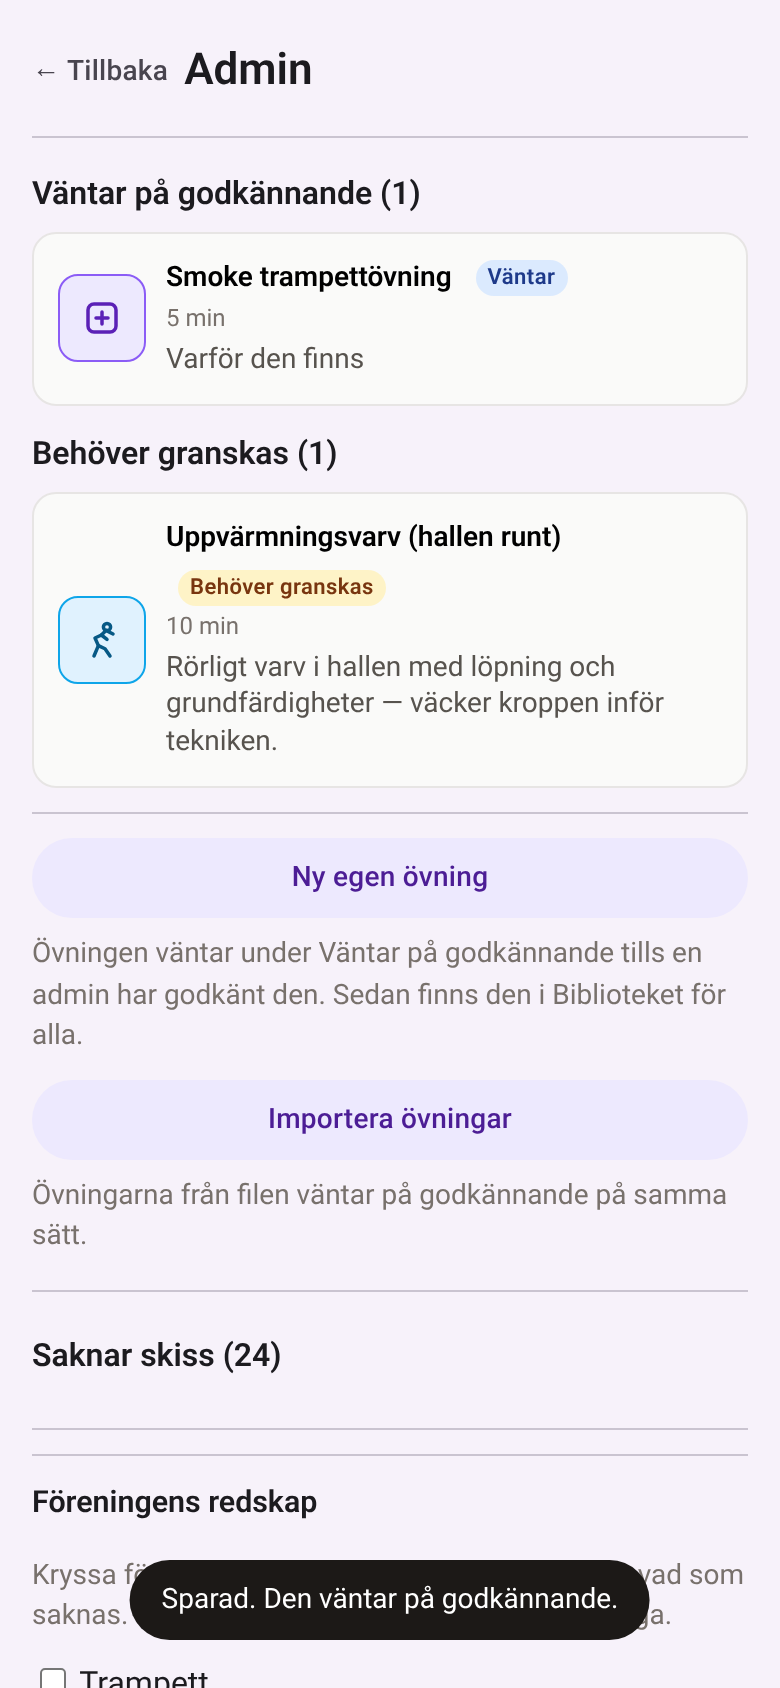 ← Tillbaka Admin
Väntar på godkännande (1)
Smoke trampettövning Väntar
5 min
Varför den finns
Behöver granskas (1)
Uppvärmningsvarv (hallen runt)
Behöver granskas
10 min
Rörligt varv i hallen med löpning och
grundfärdigheter — väcker kroppen inför
tekniken.
Ny egen övning
Övningen väntar under Väntar på godkännande tills en
admin har godkänt den. Sedan finns den i Biblioteket för
alla.
Importera övningar
Övningarna från filen väntar på godkännande på samma
sätt.
Saknar skiss (24)
Föreningens redskap
Kryssa vad som
saknas.
Sparad. Den väntar på godkännande.
Trampett